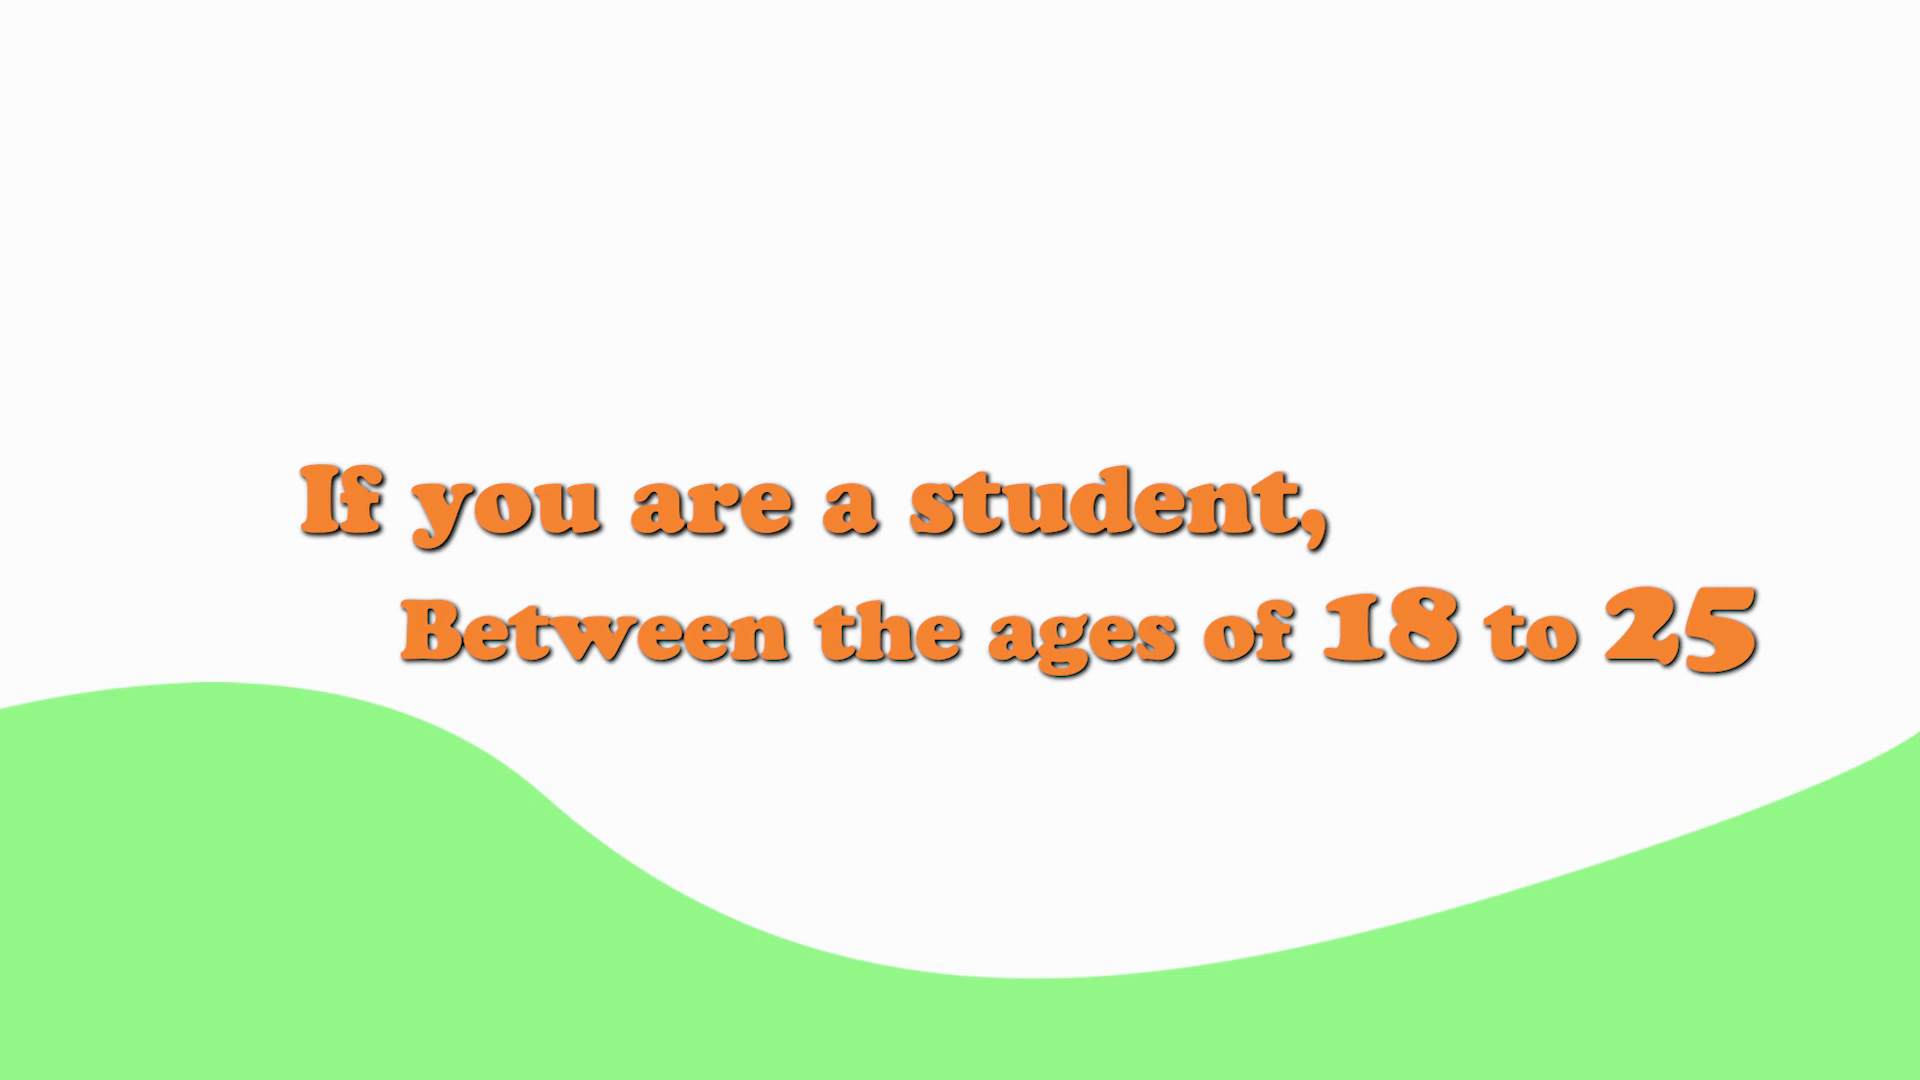 If you are a student,
Between the ages of 18 to 25